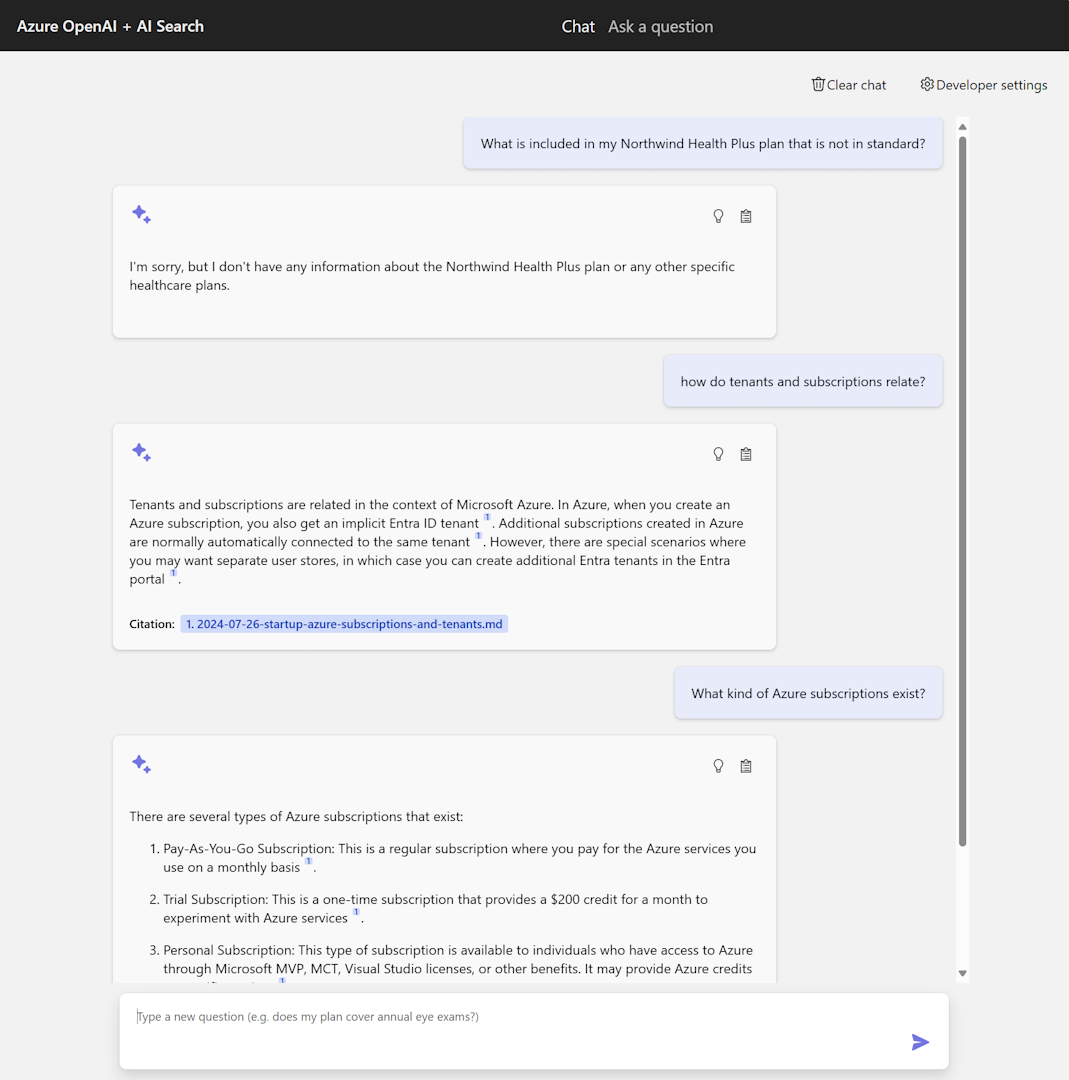 Azure OpenAI + AI Search
Chat Ask a question
Clear chat Developer settings
What is included in my Northwind Health Plus plan that is not in standard?
I'm sorry, but I don't have any information about the Northwind Health Plus plan or any other specific
healthcare plans.
how do tenants and subscriptions relate?
Tenants and subscriptions are related in the context of Microsoft Azure. In Azure, when you create an
Azure subscription, you also get an implicit Entra ID tenant 1. Additional subscriptions created in Azure
are normally automatically connected to the same tenant 1. However, there are special scenarios where
you may want separate user stores, in which case you can create additional Entra tenants in the Entra
portal 1.
Citation: 1. 2024-07-26-startup-azure-subscriptions-and-tenants.md
What kind of Azure subscriptions exist?
There are several types of Azure subscriptions that exist:
1. Pay-As-You-Go Subscription: This is a regular subscription where you pay for the Azure services you
use on a monthly basis 1.
2. Trial Subscription: This is a one-time subscription that provides a $200 credit for a month to
experiment with Azure services 1.
3. Personal Subscription: This type of subscription is available to individuals who have access to Azure
through Microsoft MVP, MCT, Visual Studio licenses, or other benefits. It may provide Azure credits
1
Type a new question (e.g. does my plan cover annual eye exams?)